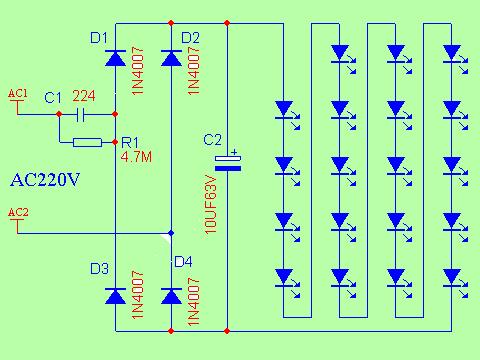 D1
D2
1N4007
1N4007
AC1
C1
224
R1
4.7M
C2
+
10UF63V
AC220V
AC2
D3
D4
1N4007
1N4007